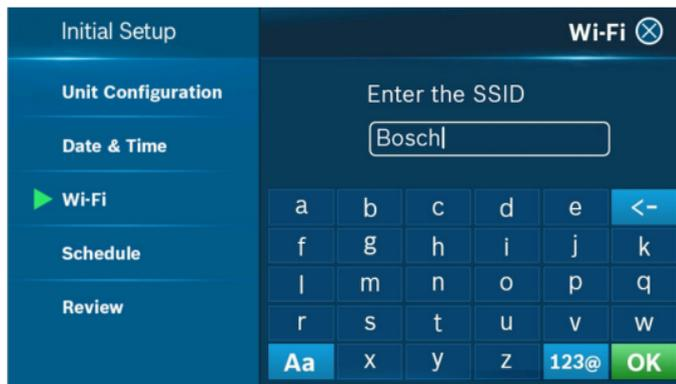 Initial Setup
Wi-Fi
Unit Configuration
Date & Time
Wi-Fi
Schedule
Review
Enter the SSID
Bosch
a b c d e <-
f g h i j k
l m n o p q
r s t u v w
Aa x y z 123@ OK